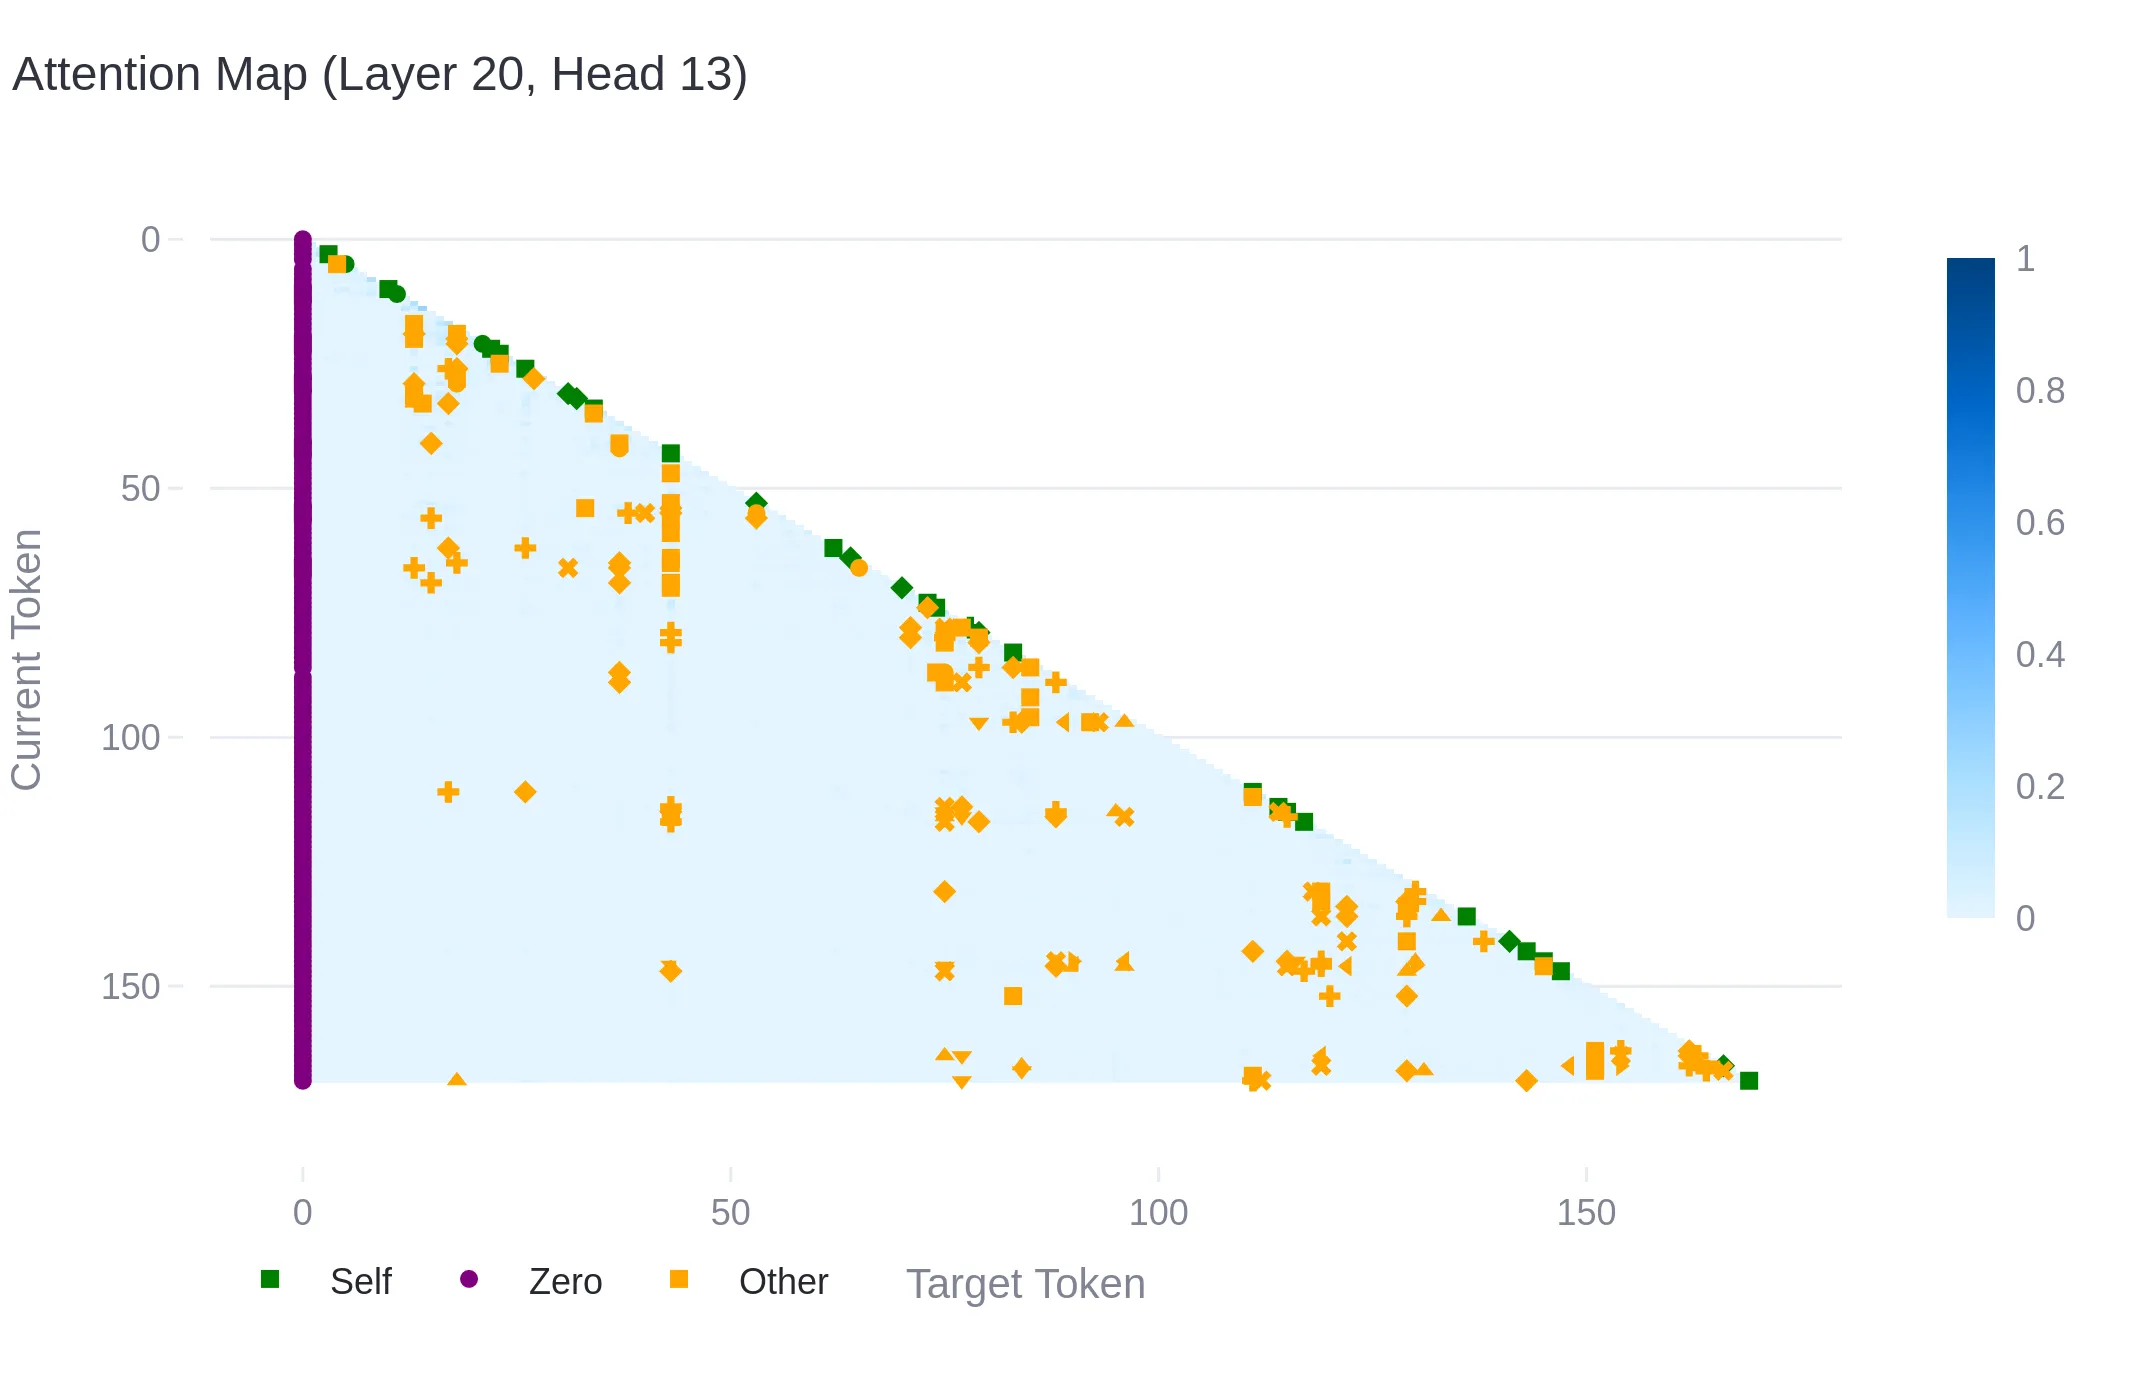 Attention Map (Layer 20, Head 13)
0
50
100
150
Current Token
0
50
100
150
Target Token
Self
Zero
Other
1
0.8
0.6
0.4
0.2
0